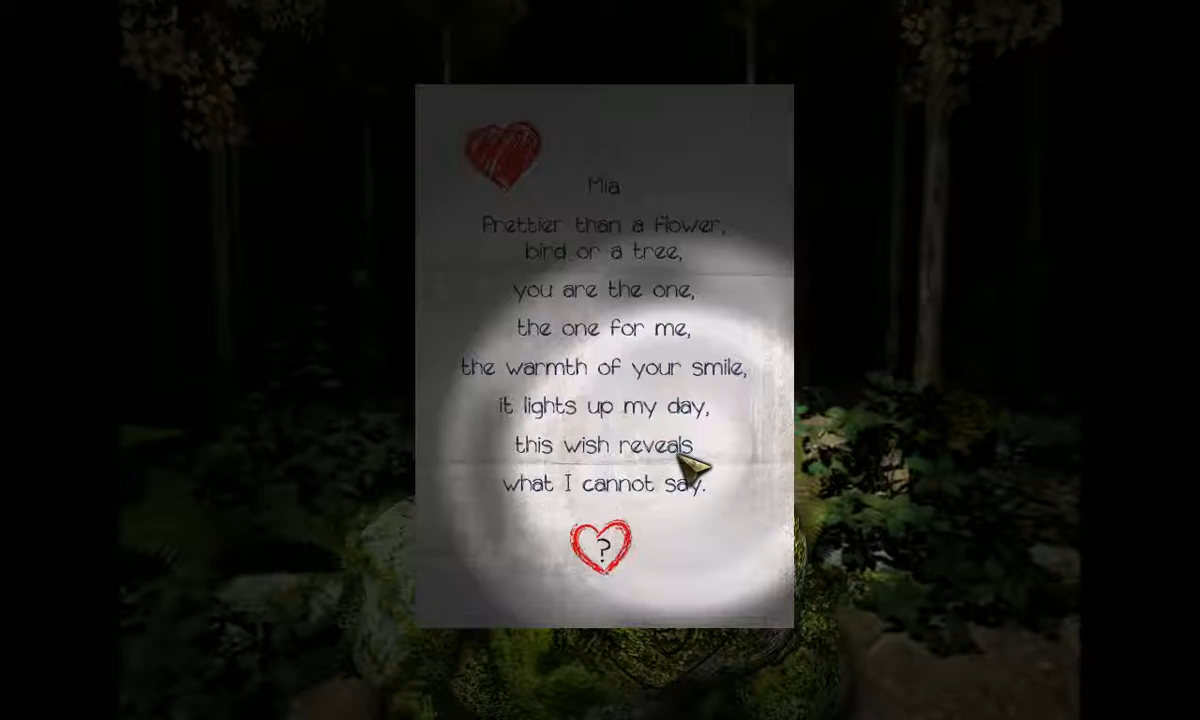 Mia
Prettier than a flower,
bird or a tree,
you are the one,
the one for me,
the warmth of your smile,
it lights up my day,
this wish reveals
what I cannot say.
?